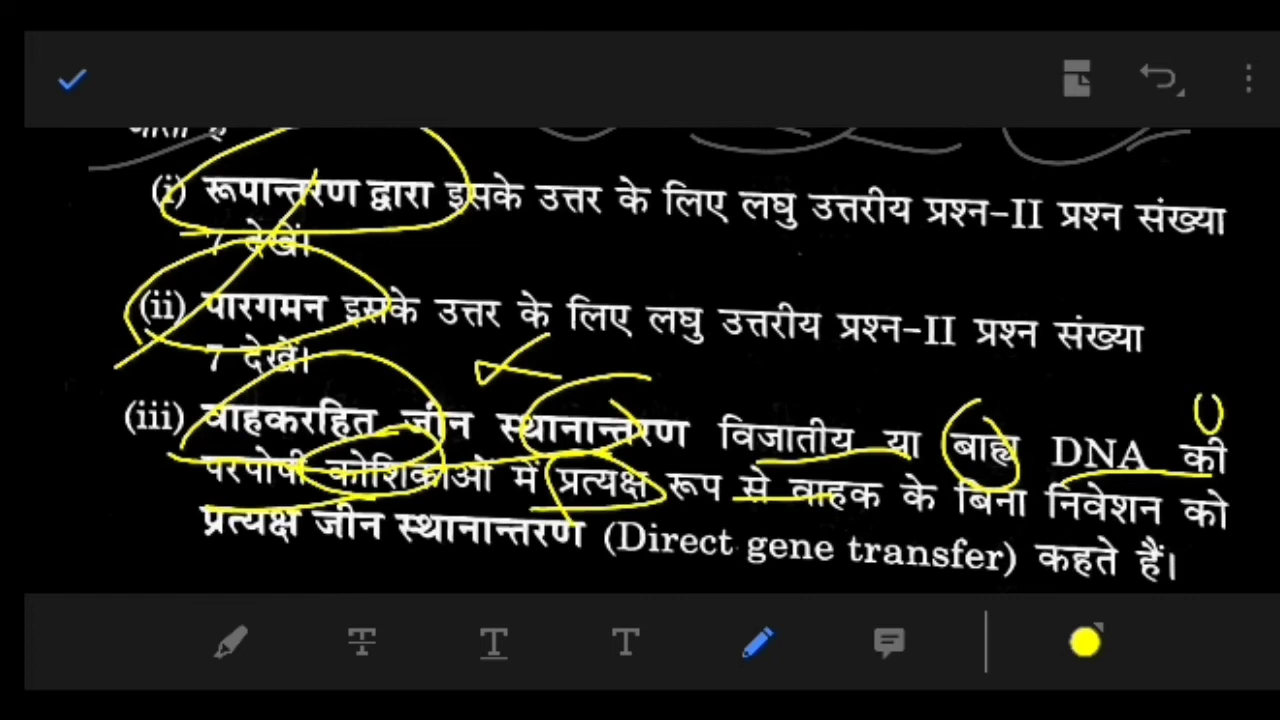 जाता है
(i) रूपान्तरण द्वारा इसके उत्तर के लिए लघु उत्तरीय प्रश्न-II प्रश्न संख्या
7 देखें।
(ii) पारगमन इसके उत्तर के लिए लघु उत्तरीय प्रश्न-II प्रश्न संख्या
7 देखें।
(iii) वाहकरहित जीन स्थानान्तरण विजातीय या बाह्य DNA की
परपोषी कोशिकाओं में प्रत्यक्ष रूप से वाहक के बिना निवेशन को
प्रत्यक्ष जीन स्थानान्तरण (Direct gene transfer) कहते हैं।